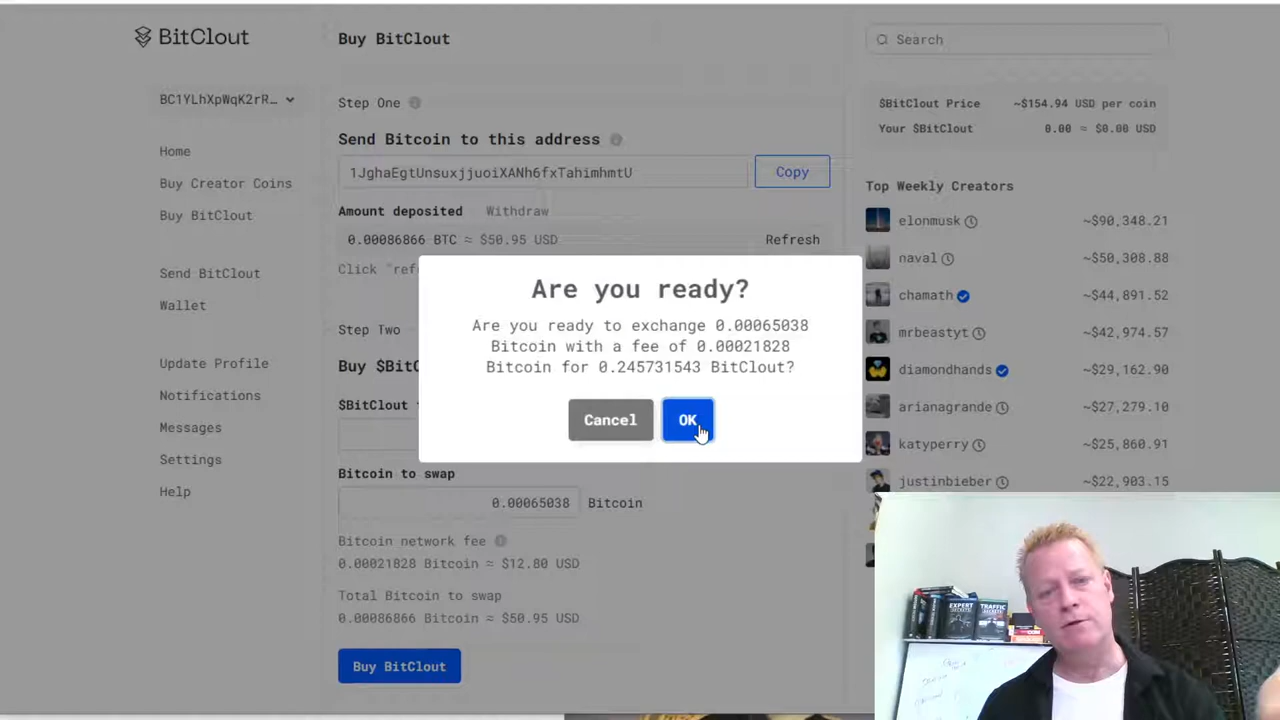 BitClout
BC1YLhXpWqK2rR…
Home
Buy Creator Coins
Buy BitClout
Send BitClout
Wallet
Update Profile
Notifications
Messages
Settings
Help
Buy BitClout
Step One
Send Bitcoin to this address
1JghaEgtUnsuxjjuoiXANh6fxTahimhmtU
Copy
Amount deposited Withdraw
0.00086866 BTC ≈ $50.95 USD
Refresh
Click "ref
Step Two
Buy $BitC
$BitClout
Bitcoin to swap
0.00065038 Bitcoin
Bitcoin network fee
0.00021828 Bitcoin ≈ $12.80 USD
Total Bitcoin to swap
0.00086866 Bitcoin ≈ $50.95 USD
Buy BitClout
Are you ready?
Are you ready to exchange 0.00065038
Bitcoin with a fee of 0.00021828
Bitcoin for 0.245731543 BitClout?
Cancel
OK
Search
$BitClout Price ~$154.94 USD per coin
Your $BitClout 0.00 ≈ $0.00 USD
Top Weekly Creators
elonmusk ~$90,348.21
naval ~$50,308.88
chamath ~$44,891.52
mrbeastyt ~$42,974.57
diamondhands ~$29,162.90
arianagrande ~$27,279.10
katyperry ~$25,860.91
justinbieber ~$22,903.15
EXPERT
SECRETS
TRAFFIC
SECRETS